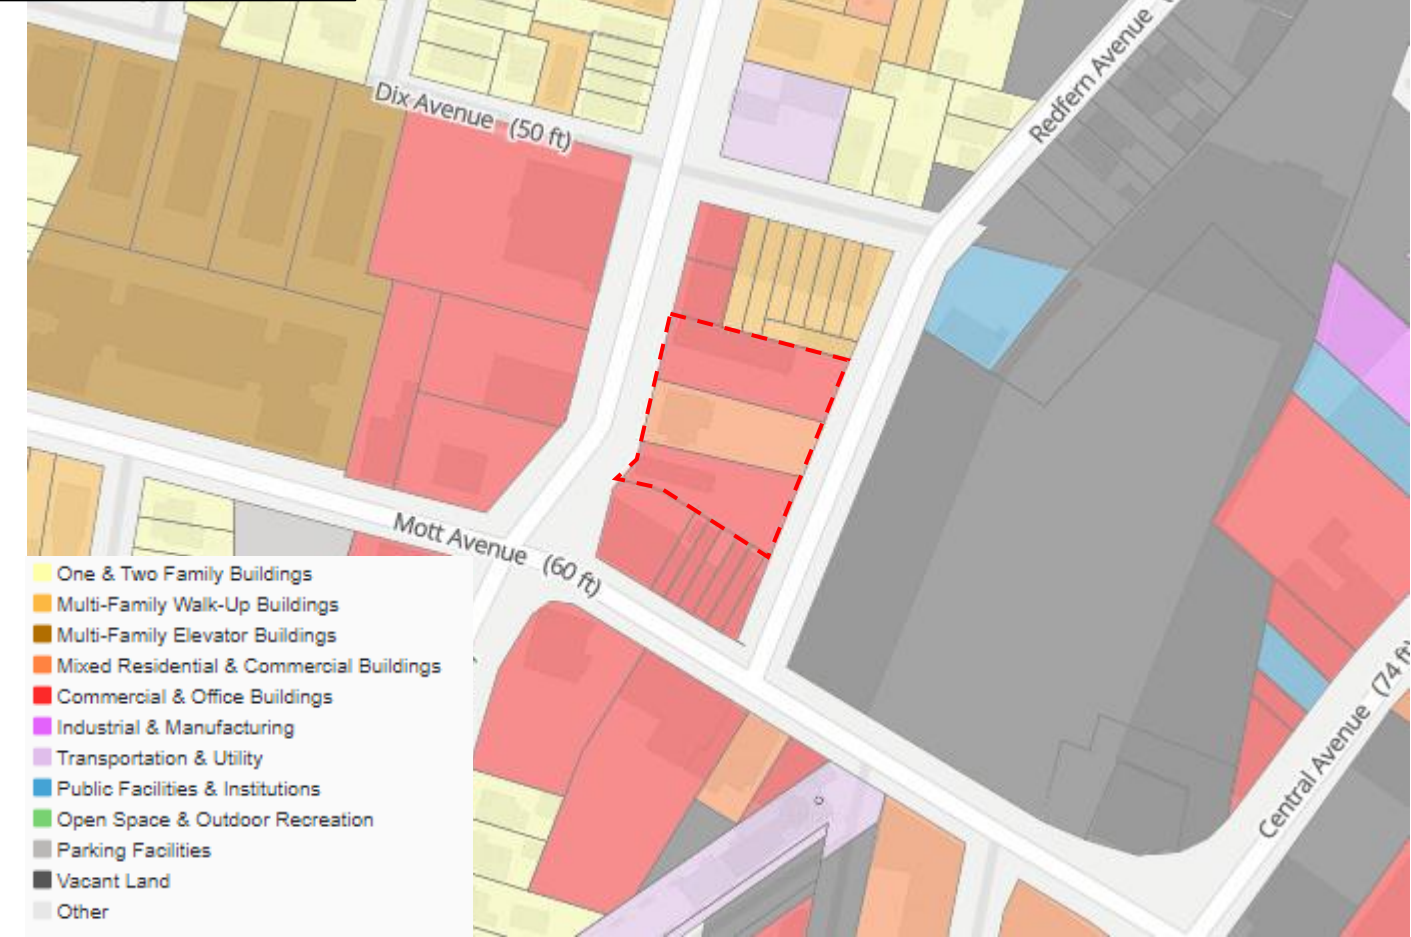 Dix Avenue (50 ft)
Redfern Avenue
Mott Avenue (60 ft)
Central Avenue (74 ft)
One & Two Family Buildings
Multi-Family Walk-Up Buildings
Multi-Family Elevator Buildings
Mixed Residential & Commercial Buildings
Commercial & Office Buildings
Industrial & Manufacturing
Transportation & Utility
Public Facilities & Institutions
Open Space & Outdoor Recreation
Parking Facilities
Vacant Land
Other